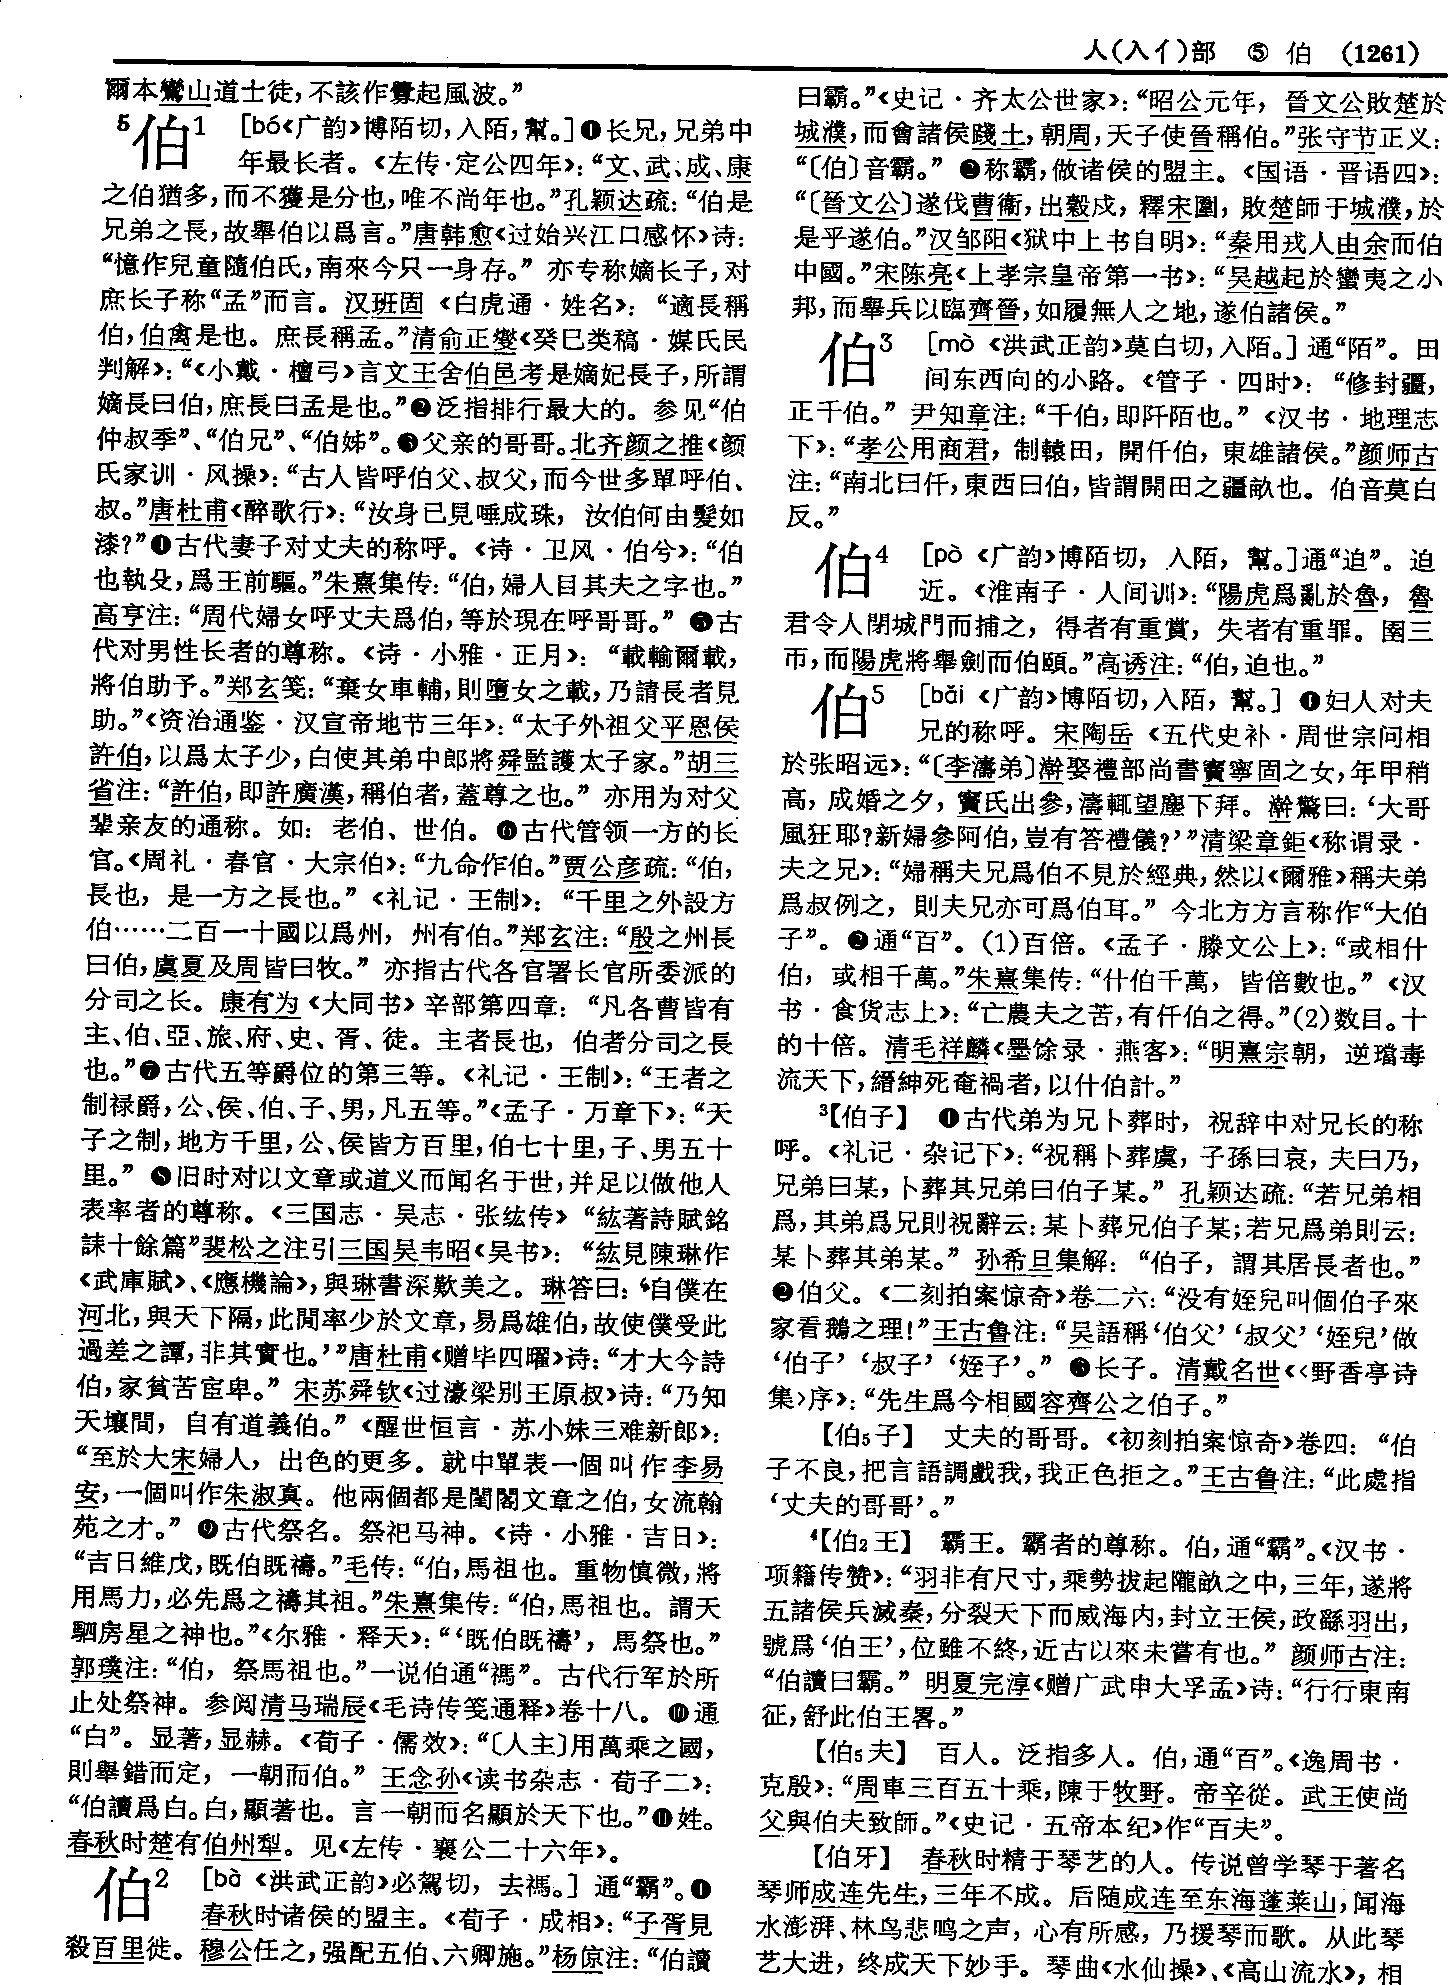 人(入亻)部 ⑤ 伯 (1261)
爾本鸞山道士徒,不該作釁起風波。”
5伯1 [bó《广韵》博陌切,入陌,幫。]❶长兄,兄弟中
年最长者。《左传·定公四年》:“文、武、成、康
之伯猶多,而不獲是分也,唯不尚年也。”孔颖达疏:“伯是
兄弟之長,故舉伯以爲言。”唐韩愈《过始兴江口感怀》诗:
“憶作兒童隨伯氏,南來今只一身存。” 亦专称嫡长子,对
庶长子称“孟”而言。汉班固《白虎通·姓名》:“適長稱
伯,伯禽是也。庶長稱孟。”清俞正燮《癸巳类稿·媒氏民
判解》:“《小戴·檀弓》言文王舍伯邑考是嫡妃長子,所謂
嫡長曰伯,庶長曰孟是也。”❷泛指排行最大的。参见“伯
仲叔季”、“伯兄”、“伯姊”。❸父亲的哥哥。北齐颜之推《颜
氏家训·风操》:“古人皆呼伯父、叔父,而今世多單呼伯、
叔。”唐杜甫《醉歌行》:“汝身已見唾成珠,汝伯何由髮如
漆?”❹古代妻子对丈夫的称呼。《诗·卫风·伯兮》:“伯
也執殳,爲王前驅。”朱熹集传:“伯,婦人目其夫之字也。”
高亨注:“周代婦女呼丈夫爲伯,等於現在呼哥哥。” ❺古
代对男性长者的尊称。《诗·小雅·正月》:“載輸爾載,
將伯助予。”郑玄笺:“棄女車輔,則墮女之載,乃請長者見
助。”《资治通鉴·汉宣帝地节三年》:“太子外祖父平恩侯
許伯,以爲太子少,白使其弟中郎將舜監護太子家。”胡三
省注:“許伯,即許廣漢,稱伯者,蓋尊之也。” 亦用为对父
辈亲友的通称。如:老伯、世伯。❻古代管领一方的长
官。《周礼·春官·大宗伯》:“九命作伯。”贾公彦疏:“伯,
長也,是一方之長也。”《礼记·王制》:“千里之外設方
伯……二百一十國以爲州,州有伯。”郑玄注:“殷之州長
曰伯,虞夏及周皆曰牧。” 亦指古代各官署长官所委派的
分司之长。康有为《大同书》辛部第四章:“凡各曹皆有
主、伯、亞、旅、府、史、胥、徒。主者長也,伯者分司之長
也。”❼古代五等爵位的第三等。《礼记·王制》:“王者之
制禄爵,公、侯、伯、子、男,凡五等。”《孟子·万章下》:“天
子之制,地方千里,公、侯皆方百里,伯七十里,子、男五十
里。” ❽旧时对以文章或道义而闻名于世,并足以做他人
表率者的尊称。《三国志·吴志·张纮传》“紘著詩賦銘
誄十餘篇”裴松之注引三国吴韦昭《吴书》:“紘見陳琳作
《武庫賦》、《應機論》,與琳書深歎美之。琳答曰:‘自僕在
河北,與天下隔,此閒率少於文章,易爲雄伯,故使僕受此
過差之譚,非其實也。’”唐杜甫《赠毕四曜》诗:“才大今詩
伯,家貧苦宦卑。” 宋苏舜钦《过濠梁别王原叔》诗:“乃知
天壤間,自有道義伯。”《醒世恒言·苏小妹三难新郎》:
“至於大宋婦人,出色的更多。就中單表一個叫作李易
安,一個叫作朱淑真。他兩個都是閨閣文章之伯,女流翰
苑之才。” ❾古代祭名。祭祀马神。《诗·小雅·吉日》:
“吉日維戊,既伯既禱。”毛传:“伯,馬祖也。重物慎微,將
用馬力,必先爲之禱其祖。”朱熹集传:“伯,馬祖也。謂天
駟房星之神也。”《尔雅·释天》:“‘既伯既禱’,馬祭也。”
郭璞注:“伯,祭馬祖也。”一说伯通“禡”。古代行军於所
止处祭神。参阅清马瑞辰《毛诗传笺通释》卷十八。❿通
“白”。显著,显赫。《荀子·儒效》:“〔人主〕用萬乘之國,
則舉錯而定,一朝而伯。” 王念孙《读书杂志·荀子二》:
“伯讀爲白。白,顯著也。言一朝而名顯於天下也。”⓫姓。
春秋时楚有伯州犁。见《左传·襄公二十六年》。
伯2 [bà《洪武正韵》必駕切,去禡。]通“霸”。❶
春秋时诸侯的盟主。《荀子·成相》:“子胥見
殺百里徙。穆公任之,强配五伯、六卿施。”杨倞注:“伯讀
曰霸。”《史记·齐太公世家》:“昭公元年,晉文公敗楚於
城濮,而會諸侯踐土,朝周,天子使晉稱伯。”张守节正义:
“〔伯〕音霸。” ❷称霸,做诸侯的盟主。《国语·晋语四》:
“〔晉文公〕遂伐曹衛,出穀戍,釋宋圍,敗楚師于城濮,於
是乎遂伯。”汉邹阳《狱中上书自明》:“秦用戎人由余而伯
中國。”宋陈亮《上孝宗皇帝第一书》:“吴越起於蠻夷之小
邦,而舉兵以臨齊晉,如履無人之地,遂伯諸侯。”
伯3 [mò《洪武正韵》莫白切,入陌。]通“陌”。田
间东西向的小路。《管子·四时》:“修封疆,
正千伯。” 尹知章注:“千伯,即阡陌也。”《汉书·地理志
下》:“孝公用商君,制轅田,開仟伯,東雄諸侯。”颜师古
注:“南北曰仟,東西曰伯,皆謂開田之疆畝也。伯音莫白
反。”
伯4 [pò《广韵》博陌切,入陌,幫。]通“迫”。迫
近。《淮南子·人间训》:“陽虎爲亂於魯,魯
君令人閉城門而捕之,得者有重賞,失者有重罪。圉三
帀,而陽虎將舉劍而伯頤。”高诱注:“伯,迫也。”
伯5 [bǎi《广韵》博陌切,入陌,幫。]❶妇人对夫
兄的称呼。宋陶岳《五代史补·周世宗问相
於张昭远》:“〔李濤弟〕澣娶禮部尚書竇寧固之女,年甲稍
高,成婚之夕,竇氏出參,濤輒望塵下拜。澣驚曰:‘大哥
風狂耶?新婦參阿伯,豈有答禮儀?’”清梁章鉅《称谓录·
夫之兄》:“婦稱夫兄爲伯不見於經典,然以《爾雅》稱夫弟
爲叔例之,則夫兄亦可爲伯耳。” 今北方方言称作“大伯
子”。❷通“百”。(1)百倍。《孟子·滕文公上》:“或相什
伯,或相千萬。”朱熹集传:“什伯千萬,皆倍數也。”《汉
书·食货志上》:“亡農夫之苦,有仟伯之得。”(2)数目。十
的十倍。清毛祥麟《墨馀录·燕客》:“明熹宗朝,逆璫毒
流天下,縉紳死奄禍者,以什伯計。”
3【伯子】 ❶古代弟为兄卜葬时,祝辞中对兄长的称
呼。《礼记·杂记下》:“祝稱卜葬虞,子孫曰哀,夫曰乃,
兄弟曰某,卜葬其兄弟曰伯子某。” 孔颖达疏:“若兄弟相
爲,其弟爲兄則祝辭云:某卜葬兄伯子某;若兄爲弟則云:
某卜葬其弟某。” 孙希旦集解:“伯子,謂其居長者也。”
❷伯父。《二刻拍案惊奇》卷二六:“没有姪兒叫個伯子來
家看鵝之理!”王古鲁注:“吴語稱‘伯父’‘叔父’‘姪兒’做
‘伯子’‘叔子’‘姪子’。” ❸长子。清戴名世《〈野香亭诗
集〉序》:“先生爲今相國容齊公之伯子。”
【伯5子】 丈夫的哥哥。《初刻拍案惊奇》卷四:“伯
子不良,把言語調戲我,我正色拒之。”王古鲁注:“此處指
‘丈夫的哥哥’。”
4【伯2王】 霸王。霸者的尊称。伯,通“霸”。《汉书·
项籍传赞》:“羽非有尺寸,乘勢拔起隴畝之中,三年,遂將
五諸侯兵滅秦,分裂天下而威海内,封立王侯,政繇羽出,
號爲‘伯王’,位雖不終,近古以來未嘗有也。” 颜师古注:
“伯讀曰霸。” 明夏完淳《赠广武申大孚孟》诗:“行行東南
征,舒此伯王畧。”
【伯5夫】 百人。泛指多人。伯,通“百”。《逸周书·
克殷》:“周車三百五十乘,陳于牧野。帝辛從。武王使尚
父與伯夫致師。”《史记·五帝本纪》作“百夫”。
【伯牙】 春秋时精于琴艺的人。传说曾学琴于著名
琴师成连先生,三年不成。后随成连至东海蓬莱山,闻海
水澎湃、林鸟悲鸣之声,心有所感,乃援琴而歌。从此琴
艺大进,终成天下妙手。琴曲《水仙操》、《高山流水》,相